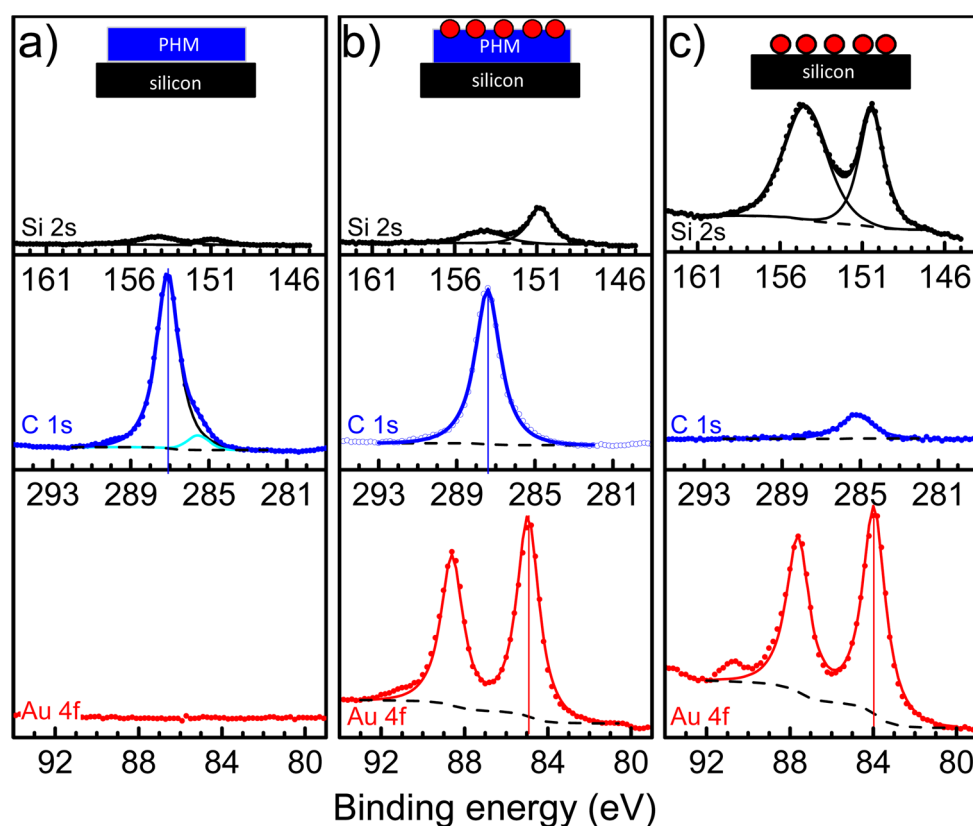 a)
PHM
silicon
Si 2s
161 156 151 146
C 1s
293 289 285 281
Au 4f
92 88 84 80
b)
PHM
silicon
Si 2s
161 156 151 146
C 1s
293 289 285 281
Au 4f
92 88 84 80
c)
silicon
Si 2s
161 156 151 146
C 1s
293 289 285 281
Au 4f
92 88 84 80
Binding energy (eV)